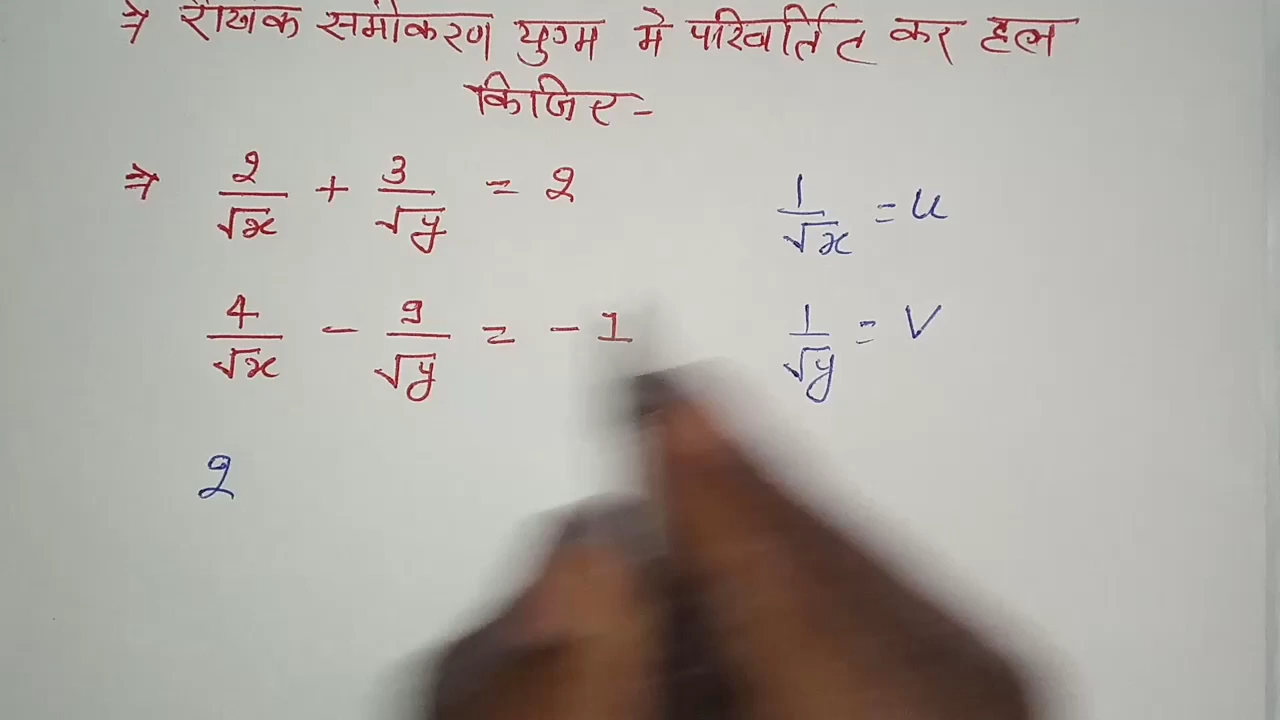 ⇒ रैखिक समीकरण युग्म मे परिवर्तित कर हल
किजिए-
⇒ 2/√x + 3/√y = 2
1/√x = u
4/√x - 9/√y = -1
1/√y = v
2